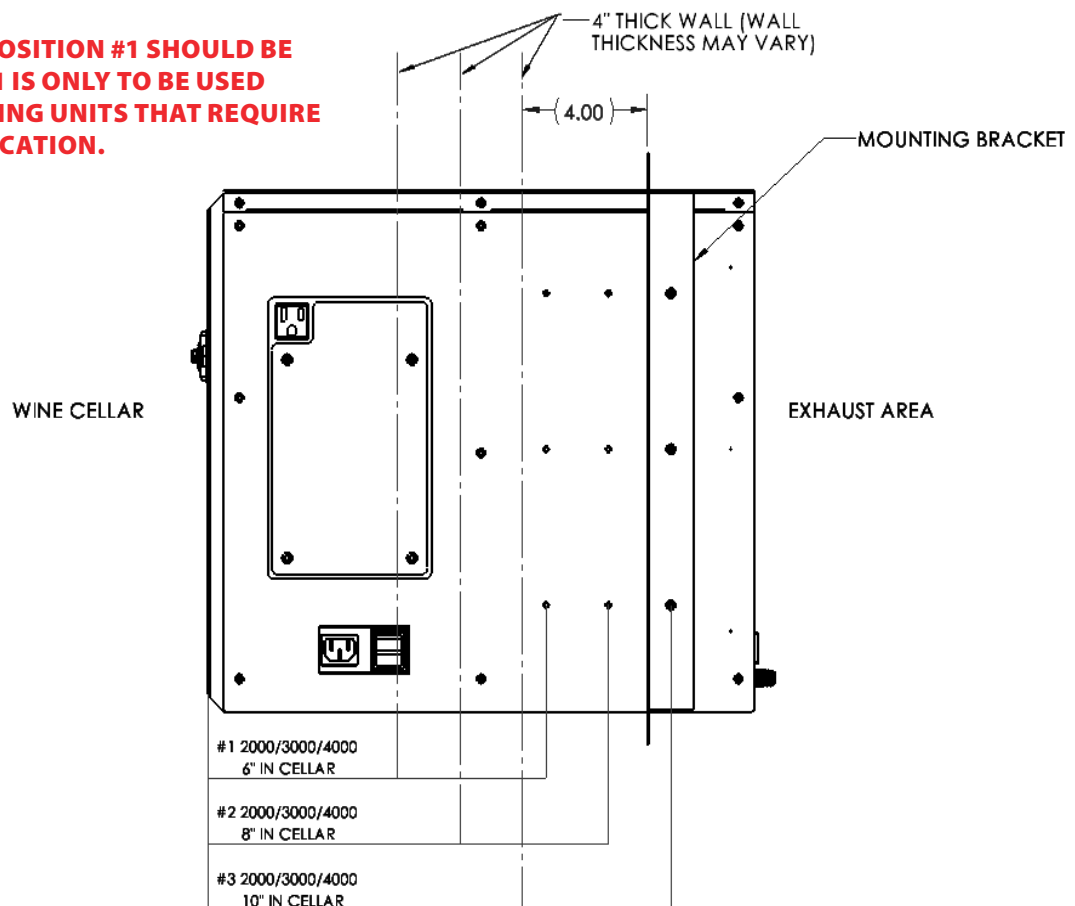 OSITION #1 SHOULD BE
IS ONLY TO BE USED
ING UNITS THAT REQUIRE
CATION.
4" THICK WALL (WALL
THICKNESS MAY VARY)
(4.00)
MOUNTING BRACKET
WINE CELLAR
EXHAUST AREA
#1 2000/3000/4000
6" IN CELLAR
#2 2000/3000/4000
8" IN CELLAR
#3 2000/3000/4000
10" IN CELLAR